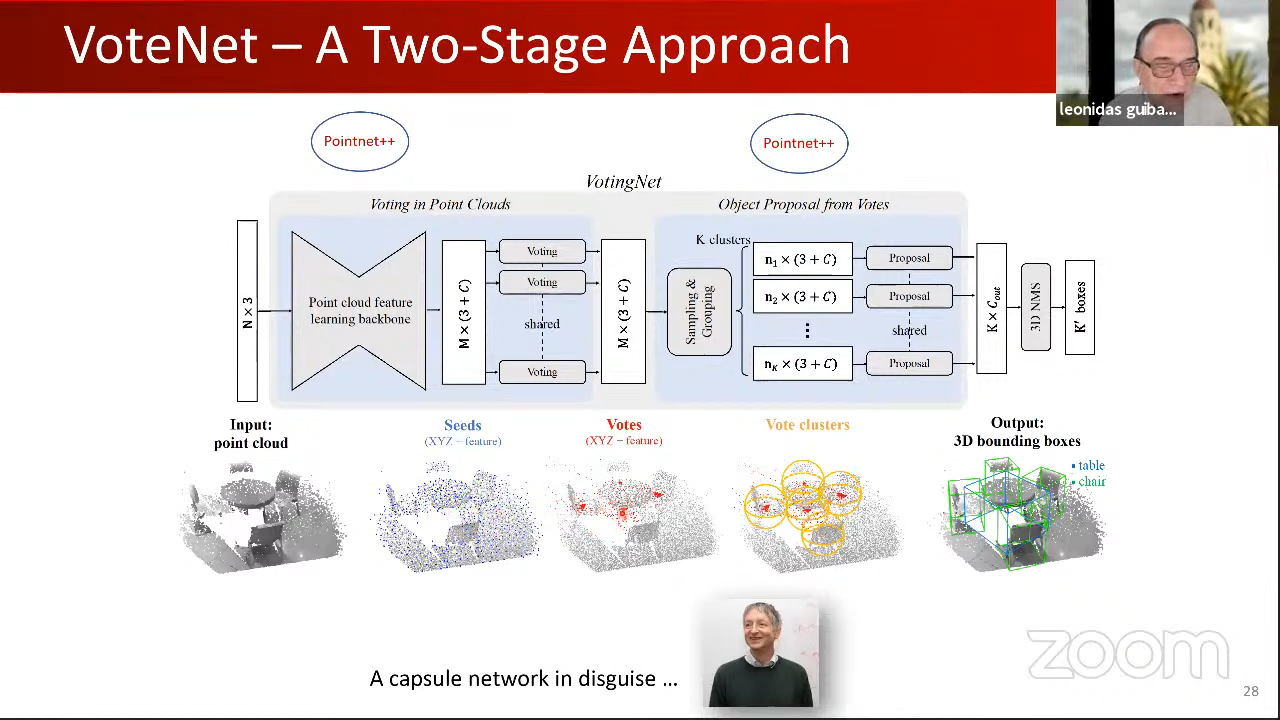 VoteNet – A Two-Stage Approach
leonidas guiba...
Pointnet++
Pointnet++
VotingNet
Voting in Point Clouds
Object Proposal from Votes
N × 3
Point cloud feature
learning backbone
M × (3 + C)
Voting
Voting
shared
Voting
M × (3 + C)
Sampling &
Grouping
K clusters
n₁ × (3 + C)
n₂ × (3 + C)
⋮
n_K × (3 + C)
Proposal
Proposal
shared
Proposal
K × C_out
3D NMS
K' boxes
Input:
point cloud
Seeds
(XYZ – feature)
Votes
(XYZ – feature)
Vote clusters
Output:
3D bounding boxes
• table
• chair
A capsule network in disguise ...
zoom
28